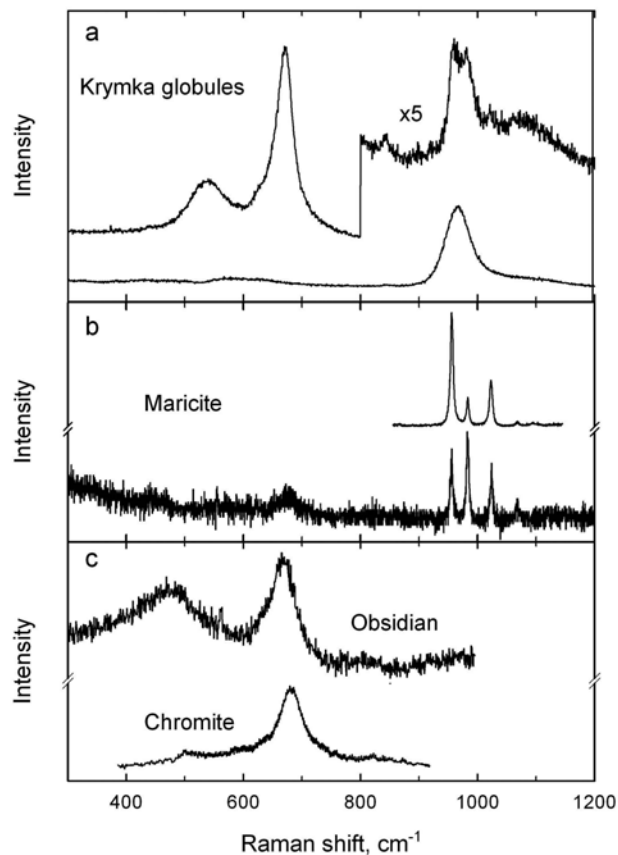 a
Krymka globules
x5
Intensity
b
Maricite
Intensity
c
Obsidian
Chromite
Intensity
400 600 800 1000 1200
Raman shift, cm⁻¹